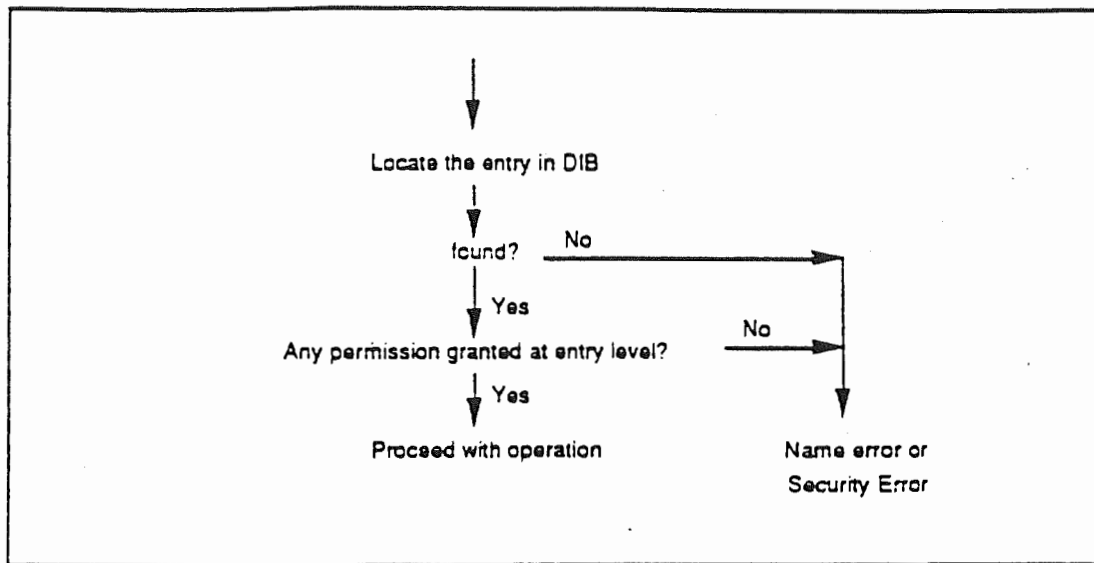 Locate the entry in DIB
found?
No
Yes
Any permission granted at entry level?
No
Yes
Proceed with operation
Name error or
Security Error